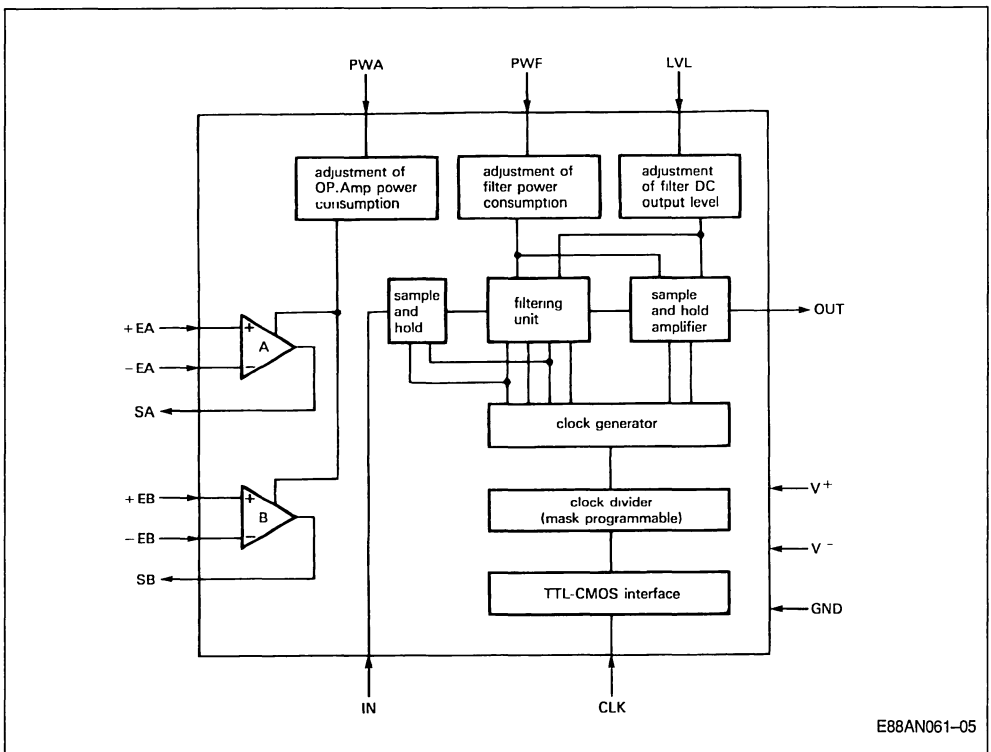 PWA
PWF
LVL
adjustment of
OP.Amp power
consumption
adjustment of
filter power
consumption
adjustment
of filter DC
output level
sample
and
hold
filtering
unit
sample
and hold
amplifier
OUT
+EA
+
A
-EA
−
SA
clock generator
+EB
+
B
-EB
−
SB
clock divider
(mask programmable)
V+
V-
TTL-CMOS interface
GND
IN
CLK
E88AN061-05